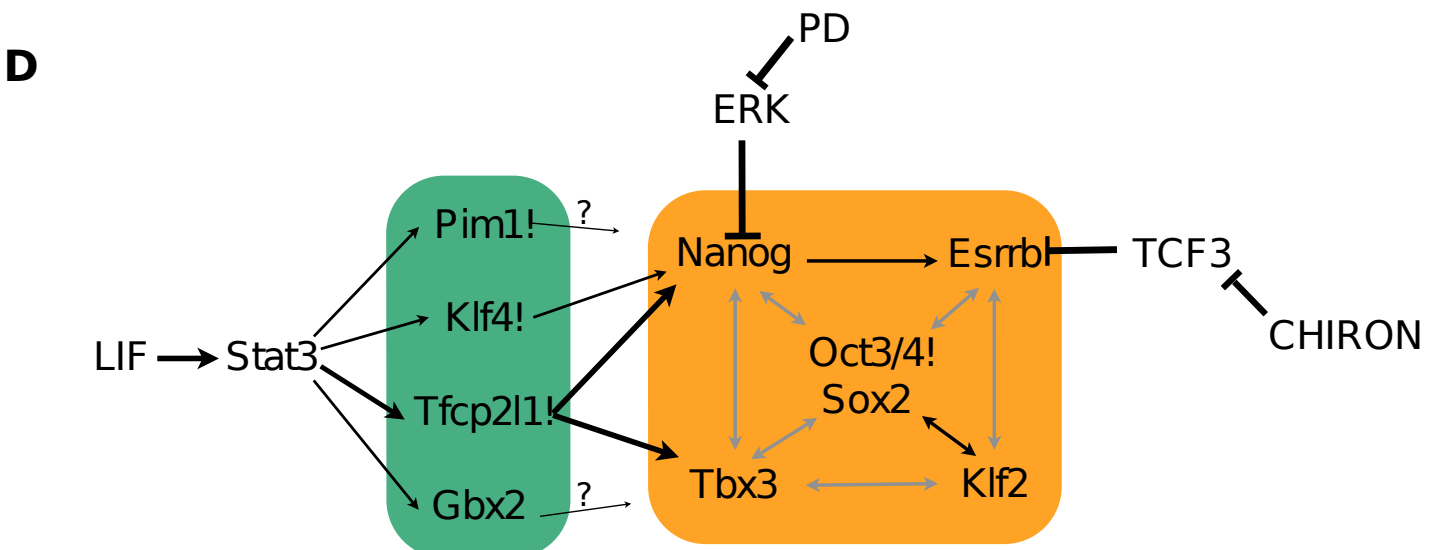 D
PD
ERK
Pim1!
?
Nanog
Esrrb
TCF3
Klf4!
CHIRON
LIF
Stat3
Oct3/4!
Sox2
Tfcp2l1!
Tbx3
Klf2
Gbx2
?